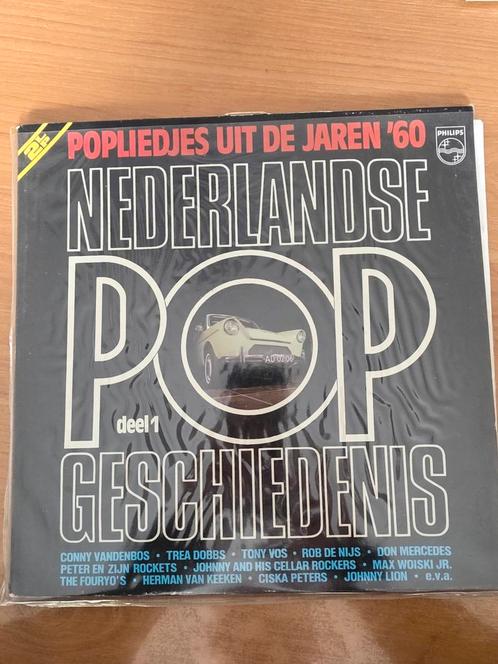 2LP
POPLIEDJES UIT DE JAREN '60
PHILIPS
NEDERLANDSE
POP
AD-02-06
deel 1
GESCHIEDENIS
CONNY VANDENBOS • TREA DOBBS • TONY VOS • ROB DE NIJS • DON MERCEDES
PETER EN ZIJN ROCKETS • JOHNNY AND HIS CELLAR ROCKERS • MAX WOISKI JR.
THE FOURYO'S • HERMAN VAN KEEKEN • CISKA PETERS • JOHNNY LION • e.v.a.